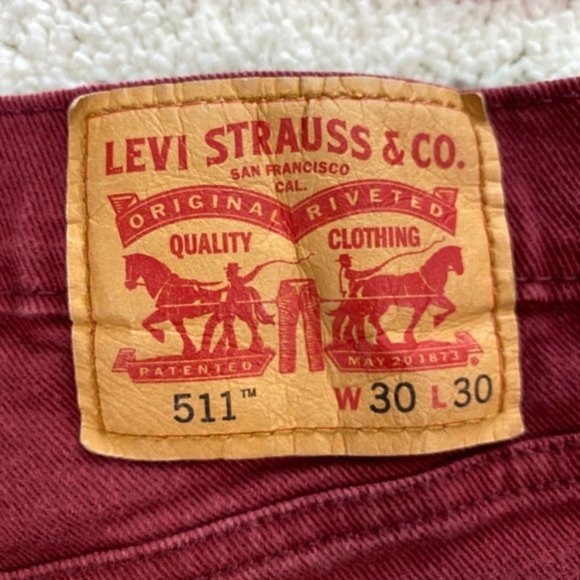 LEVI STRAUSS & CO.
SAN FRANCISCO
CAL.
ORIGINAL RIVETED
QUALITY CLOTHING
PATENTED MAY 20 1873
511™ W 30 L 30